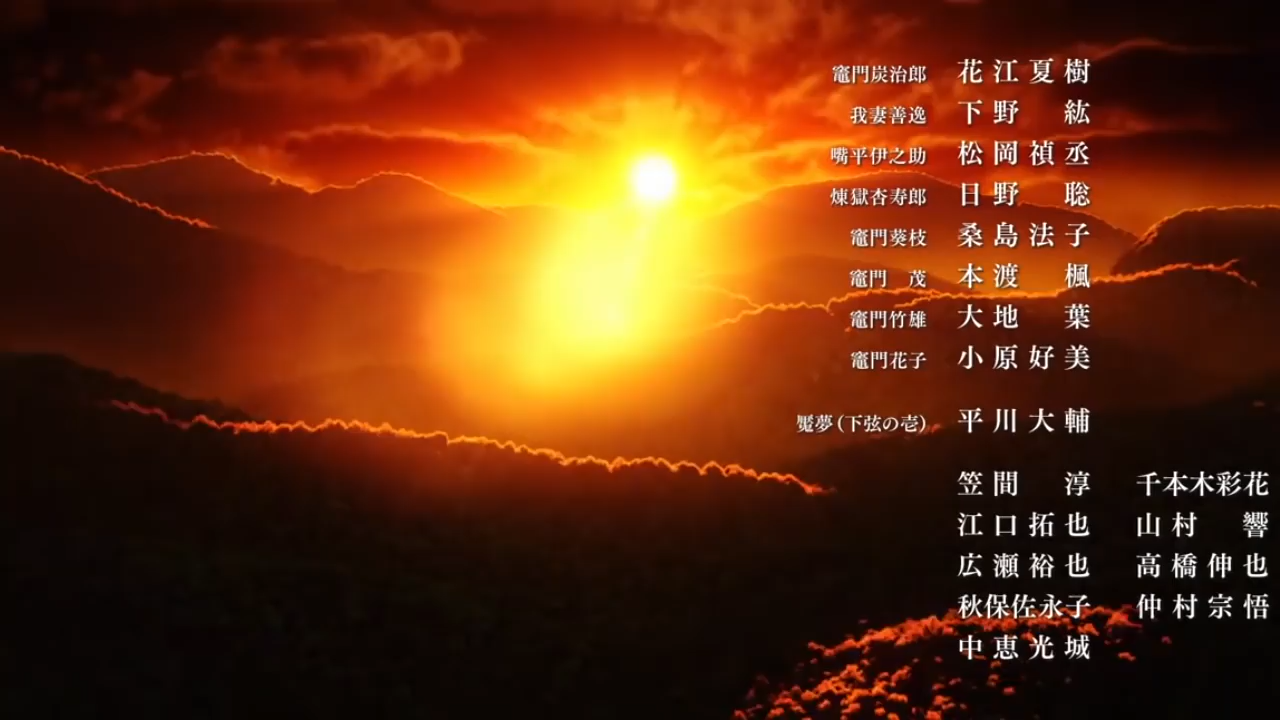 竈門炭治郎 花江夏樹
我妻善逸 下野 紘
嘴平伊之助 松岡禎丞
煉獄杏寿郎 日野 聡
竈門葵枝 桑島法子
竈門 茂 本渡 楓
竈門竹雄 大地 葉
竈門花子 小原好美
魘夢(下弦の壱) 平川大輔
笠間 淳 千本木彩花
江口拓也 山村 響
広瀬裕也 高橋伸也
秋保佐永子 仲村宗悟
中恵光城